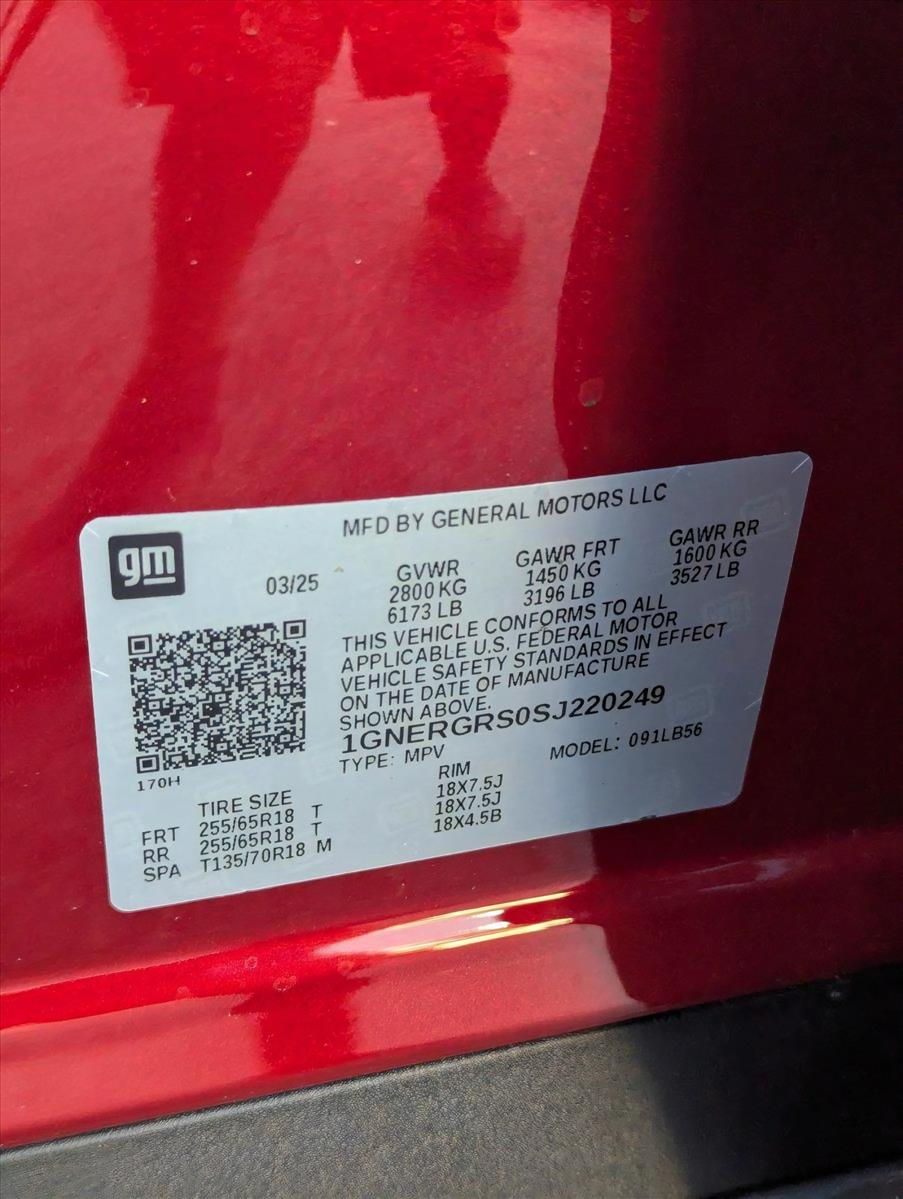 MFD BY GENERAL MOTORS LLC
gm
03/25
GVWR
2800 KG
6173 LB
GAWR FRT
1450 KG
3196 LB
GAWR RR
1600 KG
3527 LB
THIS VEHICLE CONFORMS TO ALL
APPLICABLE U.S. FEDERAL MOTOR
VEHICLE SAFETY STANDARDS IN EFFECT
ON THE DATE OF MANUFACTURE
SHOWN ABOVE.
1GNERGRS0SJ220249
TYPE: MPV
MODEL: 091LB56
170H
TIRE SIZE
RIM
FRT 255/65R18 T 18X7.5J
RR 255/65R18 T 18X7.5J
SPA T135/70R18 M 18X4.5B